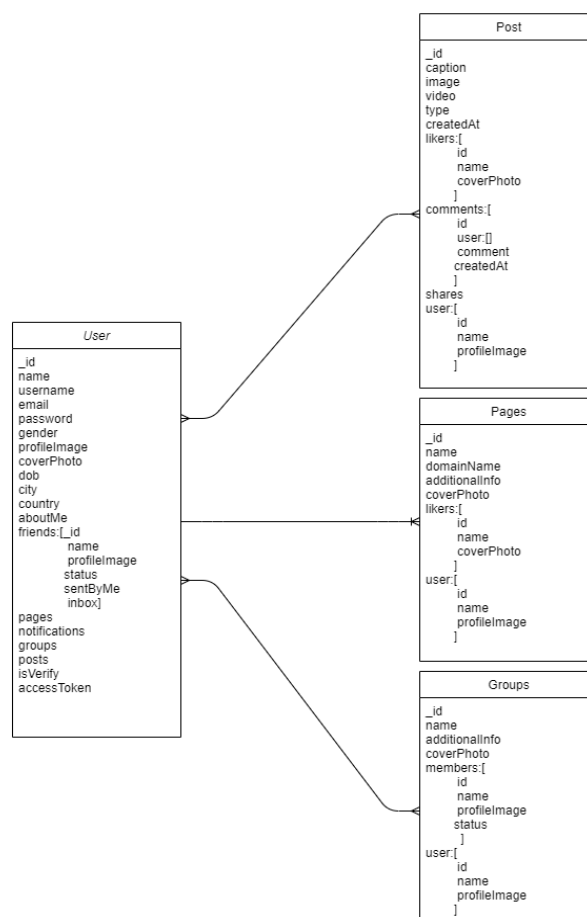 Post
_id
caption
image
video
type
createdAt
likers:[
id
name
coverPhoto
]
comments:[
id
user:[]
comment
createdAt
]
shares
user:[
id
name
profileImage
]
User
_id
name
username
email
password
gender
profileImage
coverPhoto
dob
city
country
aboutMe
friends:[_id
name
profileImage
status
sentByMe
inbox]
pages
notifications
groups
posts
isVerify
accessToken
Pages
_id
name
domainName
additionalInfo
coverPhoto
likers:[
id
name
coverPhoto
]
user:[
id
name
profileImage
]
Groups
_id
name
additionalInfo
coverPhoto
members:[
id
name
profileImage
status
]
user:[
id
name
profileImage
]